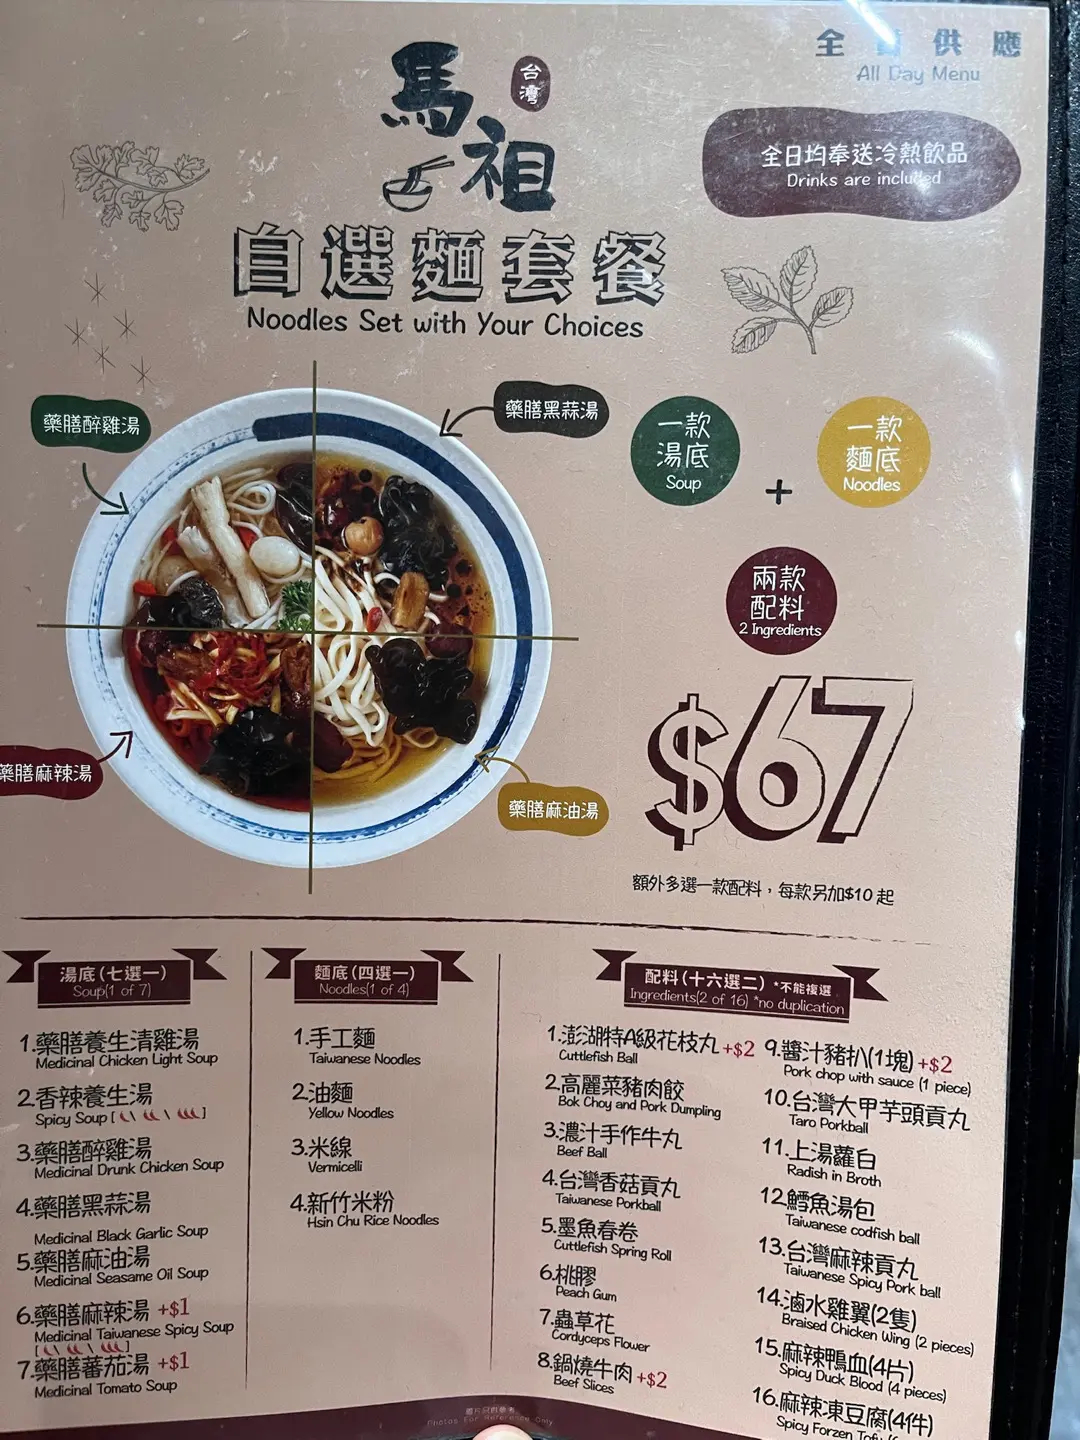 馬祖
台灣
全 供應
All Day Menu
全日均奉送冷熱飲品
Drinks are included
自選麵套餐
Noodles Set with Your Choices
藥膳醉雞湯
藥膳黑蒜湯
藥膳麻辣湯
藥膳麻油湯
一款
湯底
Soup
+
一款
麵底
Noodles
兩款
配料
2 Ingredients
$67
額外多選一款配料，每款另加$10 起
湯底(七選一)
Soup(1 of 7)
1.藥膳養生清雞湯
Medicinal Chicken Light Soup
2.香辣養生湯
Spicy Soup [ \ \ ]
3.藥膳醉雞湯
Medicinal Drunk Chicken Soup
4.藥膳黑蒜湯
Medicinal Black Garlic Soup
5.藥膳麻油湯
Medicinal Seasame Oil Soup
6.藥膳麻辣湯 +$1
Medicinal Taiwanese Spicy Soup
[ \ \ ]
7.藥膳蕃茄湯 +$1
Medicinal Tomato Soup
麵底(四選一)
Noodles(1 of 4)
1.手工麵
Taiwanese Noodles
2.油麵
Yellow Noodles
3.米線
Vermicelli
4.新竹米粉
Hsin Chu Rice Noodles
配料(十六選二) *不能複選
Ingredients(2 of 16) *no duplication
1.澎湖特A級花枝丸 +$2
Cuttlefish Ball
2.高麗菜豬肉餃
Bok Choy and Pork Dumpling
3.濃汁手作牛丸
Beef Ball
4.台灣香菇貢丸
Taiwanese Porkball
5.墨魚春卷
Cuttlefish Spring Roll
6.桃膠
Peach Gum
7.蟲草花
Cordyceps Flower
8.鍋燒牛肉 +$2
Beef Slices
9.醬汁豬扒(1塊) +$2
Pork chop with sauce (1 piece)
10.台灣大甲芋頭貢丸
Taro Porkball
11.上湯蘿白
Radish in Broth
12.鱈魚湯包
Taiwanese codfish ball
13.台灣麻辣貢丸
Taiwanese Spicy Pork ball
14.滷水雞翼(2隻)
Braised Chicken Wing (2 pieces)
15.麻辣鴨血(4片)
Spicy Duck Blood (4 pieces)
16.麻辣凍豆腐(4件)
Spicy Forzen Tofu
圖片只供參考
Photos For Reference Only